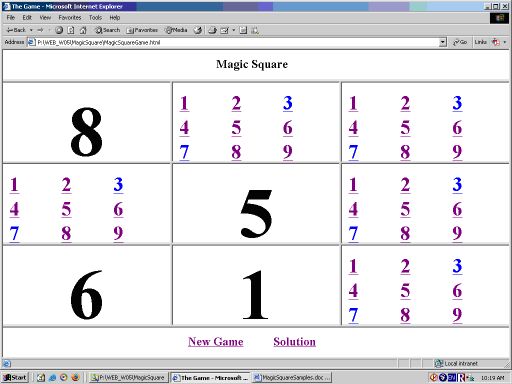 The Game - Microsoft Internet Explorer
File Edit View Favorites Tools Help
Back Search Favorites Media
Address P:\WEB_W05\MagicSquare\MagicSquareGame.html Go Links
Magic Square
8 1 2 3 1 2 3
4 5 6 4 5 6
7 8 9 7 8 9
1 2 3 5 1 2 3
4 5 6 4 5 6
7 8 9 7 8 9
6 1 1 2 3
4 5 6
7 8 9
New Game Solution
Local intranet
Start P:\WEB_W05\MagicSquare The Game - Microsoft ... MagicSquareSamples.doc ... 10:19 AM